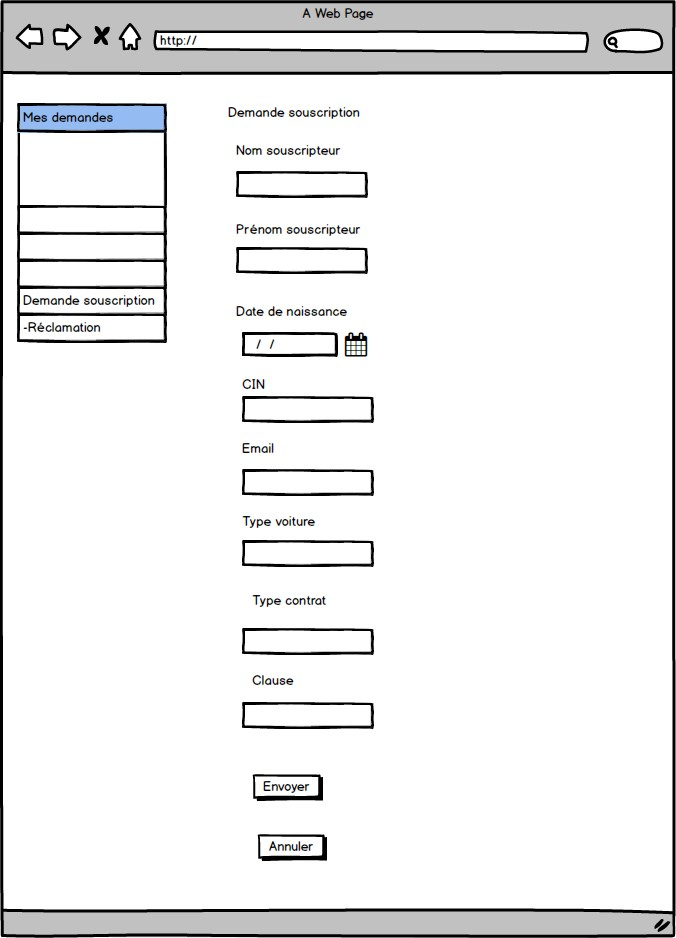 A Web Page
http://
Mes demandes
Demande souscription
-Réclamation
Demande souscription
Nom souscripteur
Prénom souscripteur
Date de naissance
/ /
CIN
Email
Type voiture
Type contrat
Clause
Envoyer
Annuler